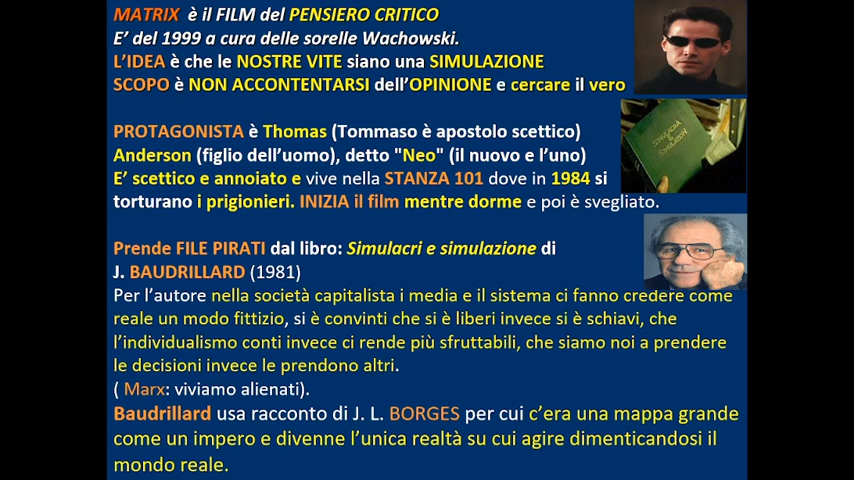 MATRIX è il FILM del PENSIERO CRITICO
E’ del 1999 a cura delle sorelle Wachowski.
L’IDEA è che le NOSTRE VITE siano una SIMULAZIONE
SCOPO è NON ACCONTENTARSI dell’OPINIONE e cercare il vero
PROTAGONISTA è Thomas (Tommaso è apostolo scettico)
Anderson (figlio dell’uomo), detto "Neo" (il nuovo e l’uno)
E’ scettico e annoiato e vive nella STANZA 101 dove in 1984 si
torturano i prigionieri. INIZIA il film mentre dorme e poi è svegliato.
SIMULACRA & SIMULATION
Prende FILE PIRATI dal libro: Simulacri e simulazione di
J. BAUDRILLARD (1981)
Per l’autore nella società capitalista i media e il sistema ci fanno credere come
reale un modo fittizio, si è convinti che si è liberi invece si è schiavi, che
l’individualismo conti invece ci rende più sfruttabili, che siamo noi a prendere
le decisioni invece le prendono altri.
( Marx: viviamo alienati).
Baudrillard usa racconto di J. L. BORGES per cui c’era una mappa grande
come un impero e divenne l’unica realtà su cui agire dimenticandosi il
mondo reale.